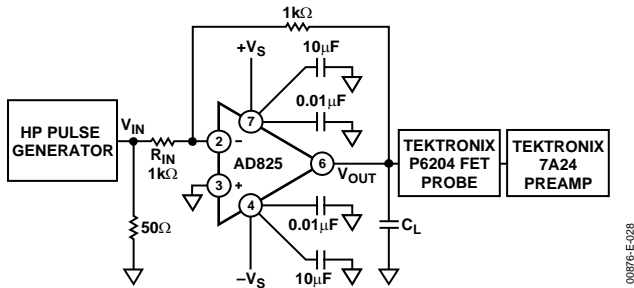 1kΩ
+VS
10µF
0.01µF
HP PULSE
GENERATOR
VIN
RIN
1kΩ
2
−
7
AD825
3
+
6
4
VOUT
TEKTRONIX
P6204 FET
PROBE
TEKTRONIX
7A24
PREAMP
50Ω
0.01µF
CL
10µF
−VS
00876-E-028